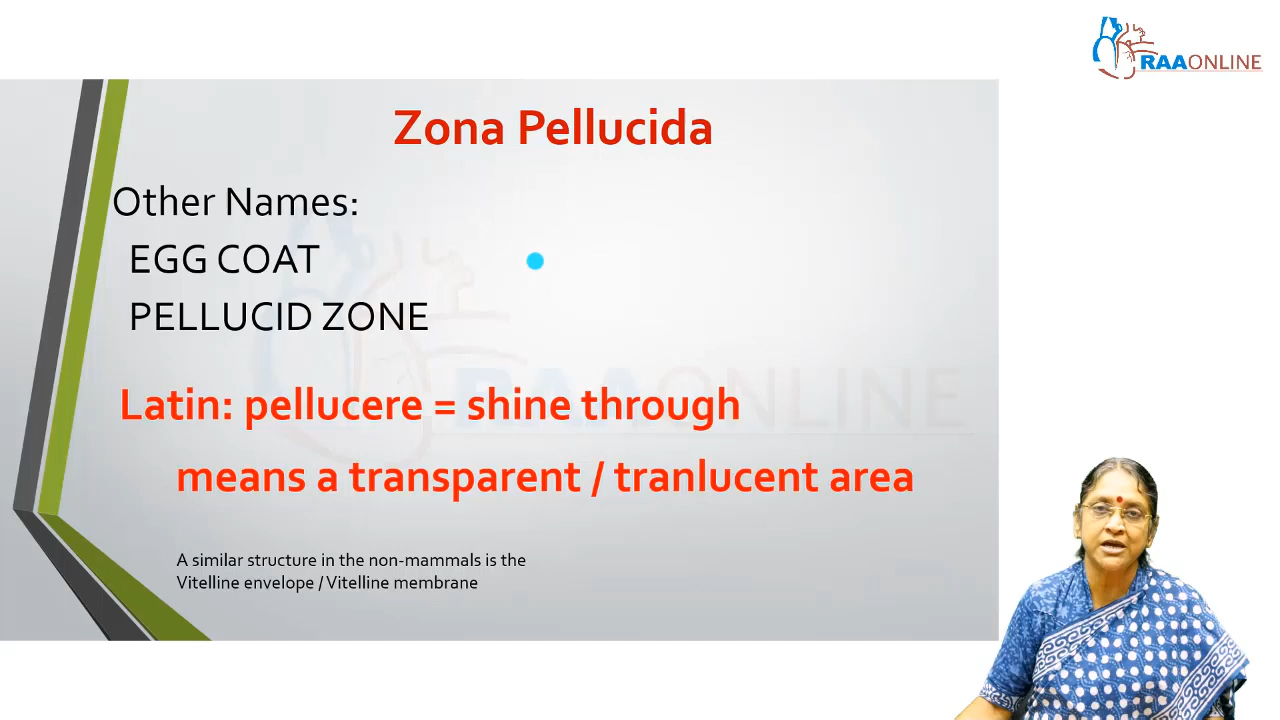 RAAONLINE
Zona Pellucida
Other Names:
EGG COAT
PELLUCID ZONE
Latin: pellucere = shine through
means a transparent / tranlucent area
A similar structure in the non-mammals is the
Vitelline envelope / Vitelline membrane
RAAONLINE